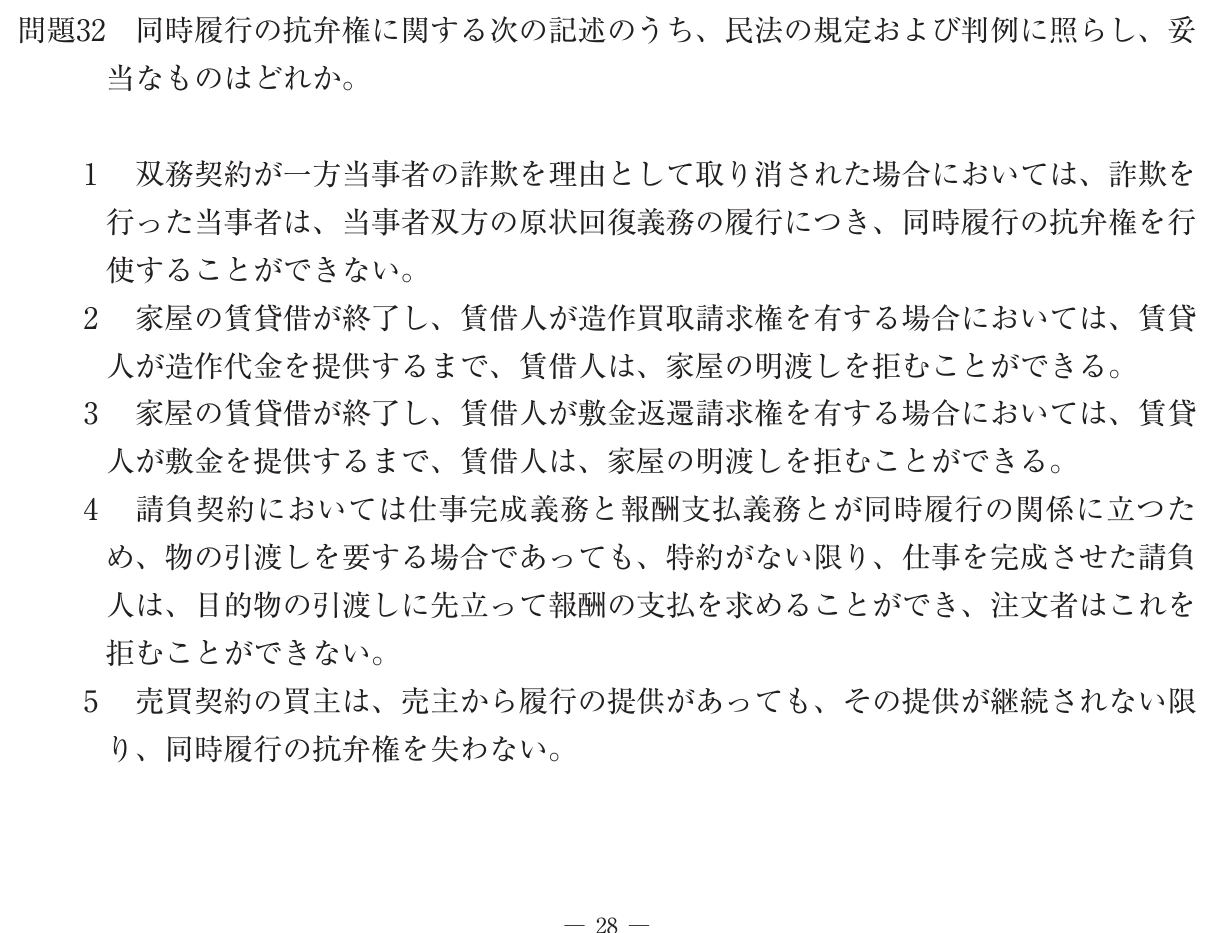 問題32　同時履行の抗弁権に関する次の記述のうち、民法の規定および判例に照らし、妥
当なものはどれか。
1　双務契約が一方当事者の詐欺を理由として取り消された場合においては、詐欺を
行った当事者は、当事者双方の原状回復義務の履行につき、同時履行の抗弁権を行
使することができない。
2　家屋の賃貸借が終了し、賃借人が造作買取請求権を有する場合においては、賃貸
人が造作代金を提供するまで、賃借人は、家屋の明渡しを拒むことができる。
3　家屋の賃貸借が終了し、賃借人が敷金返還請求権を有する場合においては、賃貸
人が敷金を提供するまで、賃借人は、家屋の明渡しを拒むことができる。
4　請負契約においては仕事完成義務と報酬支払義務とが同時履行の関係に立つた
め、物の引渡しを要する場合であっても、特約がない限り、仕事を完成させた請負
人は、目的物の引渡しに先立って報酬の支払を求めることができ、注文者はこれを
拒むことができない。
5　売買契約の買主は、売主から履行の提供があっても、その提供が継続されない限
り、同時履行の抗弁権を失わない。
― 28 ―